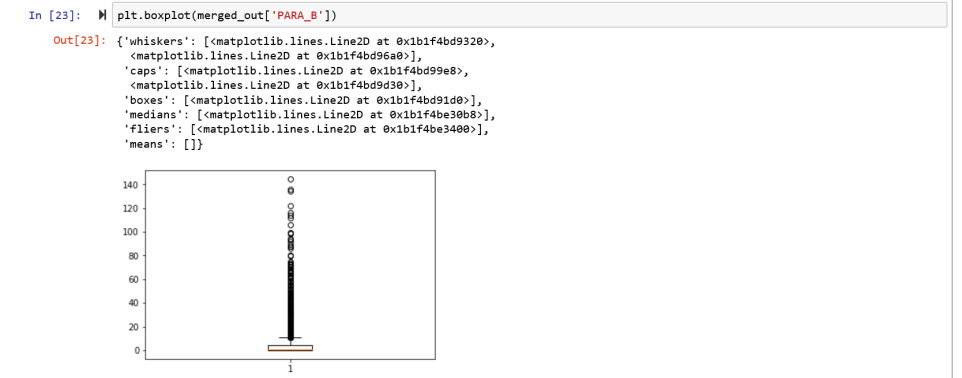 In [23]: plt.boxplot(merged_out['PARA_B'])
Out[23]: {'whiskers': [<matplotlib.lines.Line2D at 0x1b1f4bd9320>,
<matplotlib.lines.Line2D at 0x1b1f4bd96a0>],
'caps': [<matplotlib.lines.Line2D at 0x1b1f4bd99e8>,
<matplotlib.lines.Line2D at 0x1b1f4bd9d30>],
'boxes': [<matplotlib.lines.Line2D at 0x1b1f4bd91d0>],
'medians': [<matplotlib.lines.Line2D at 0x1b1f4be30b8>],
'fliers': [<matplotlib.lines.Line2D at 0x1b1f4be3400>],
'means': []}
140
120
100
80
60
40
20
0
1